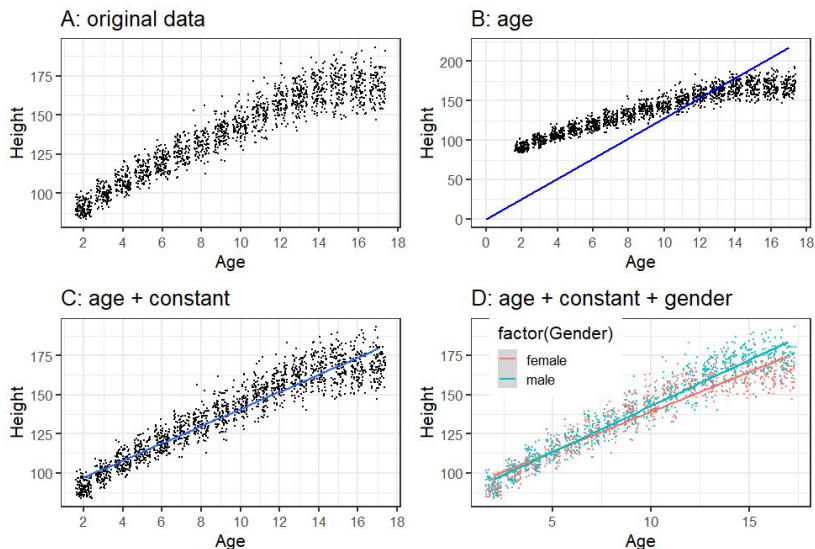 A: original data
Height
175
150
125
100
2 4 6 8 10 12 14 16 18
Age
B: age
Height
200
150
100
50
0
0 2 4 6 8 10 12 14 16 18
Age
C: age + constant
Height
175
150
125
100
2 4 6 8 10 12 14 16 18
Age
D: age + constant + gender
factor(Gender)
female
male
Height
175
150
125
100
5 10 15
Age